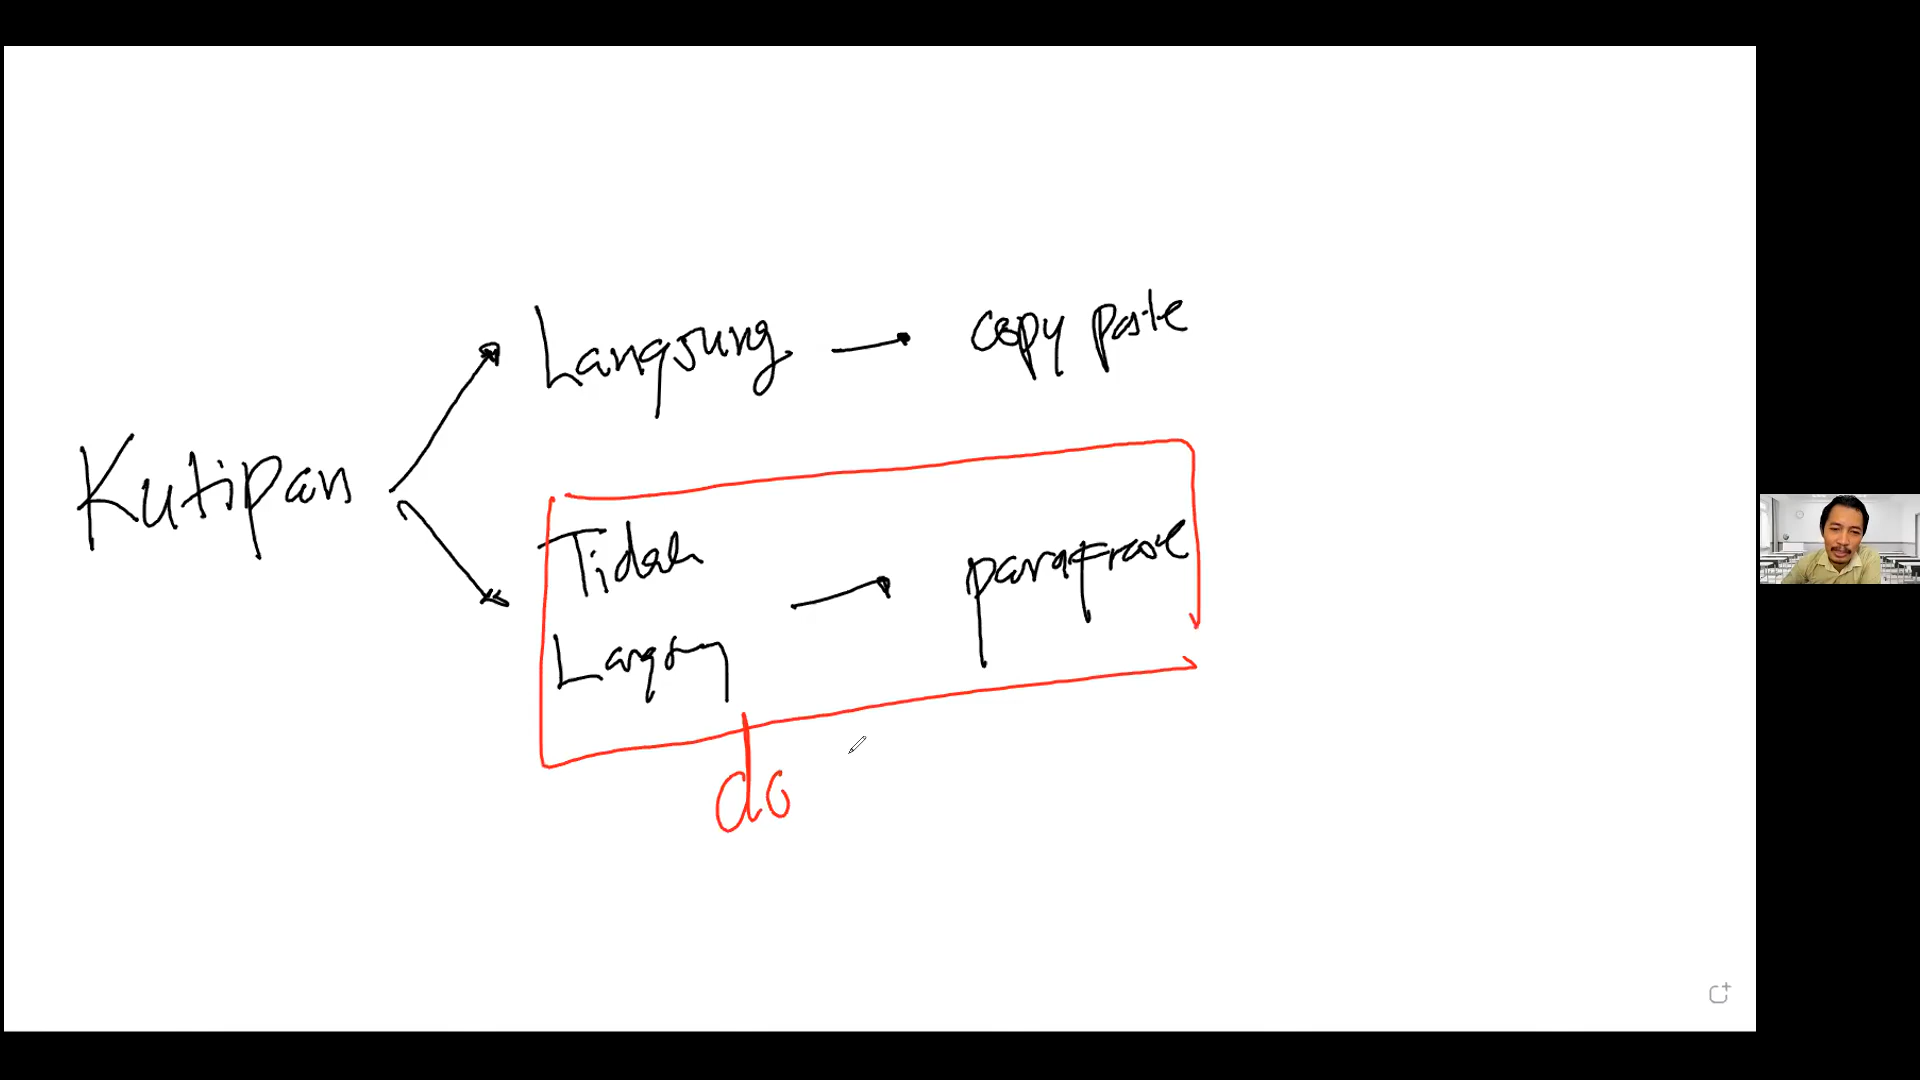 Kutipan
Langsung → copy paste
Tidak
Langsung → parafrase
do